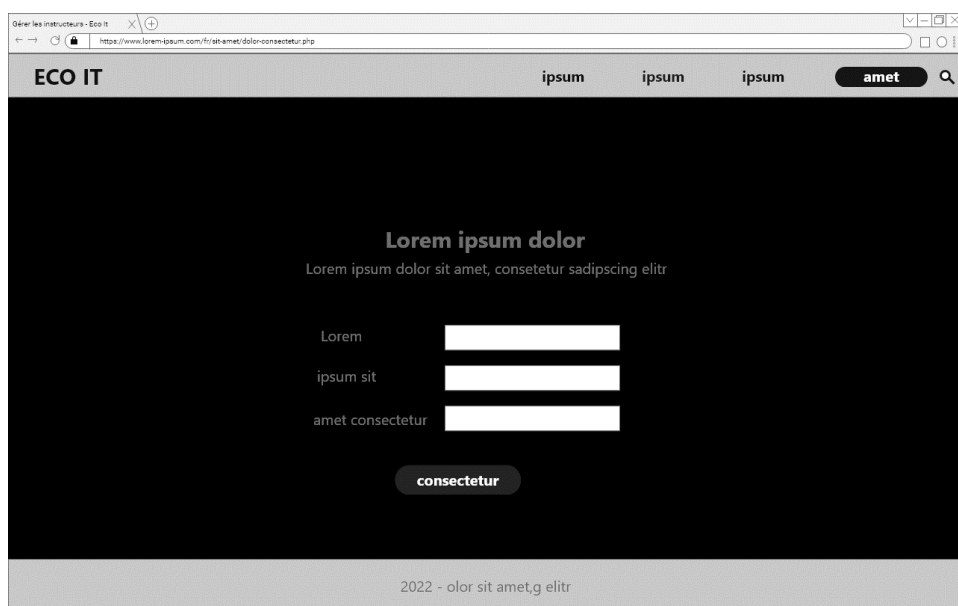 Gérer les instructeurs - Eco It
https://www.lorem-ipsum.com/fr/sit-amet/dolor-consectetur.php
ECO IT ipsum ipsum ipsum amet
Lorem ipsum dolor
Lorem ipsum dolor sit amet, consetetur sadipscing elitr
Lorem
ipsum sit
amet consectetur
consectetur
2022 - olor sit amet,g elitr